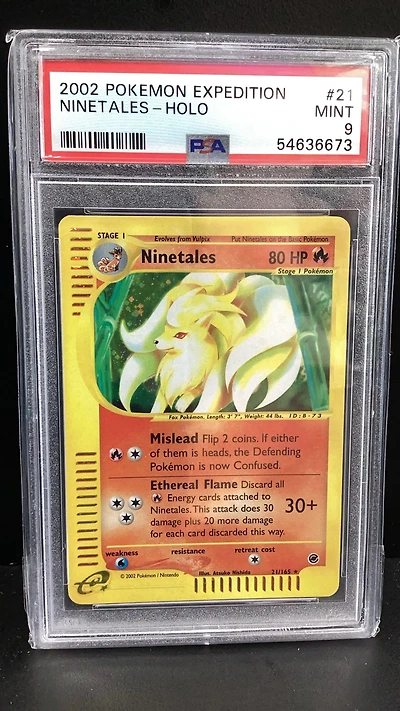 2002 POKEMON EXPEDITION #21
NINETALES - HOLO MINT
9
PSA 54636673
STAGE 1 Evolves from Vulpix Put Ninetales on the Basic Pokémon
Ninetales 80 HP
Stage 1 Pokémon
Fox Pokémon. Length: 3' 7", Weight: 44 lbs. ID: B - 73
Mislead Flip 2 coins. If either
of them is heads, the Defending
Pokémon is now Confused.
Ethereal Flame Discard all
Energy cards attached to
Ninetales. This attack does 30 30+
damage plus 20 more damage
for each card discarded this way.
weakness resistance retreat cost
e
© 2002 Pokémon / Nintendo Illus. Atsuko Nishida 21/165 ★